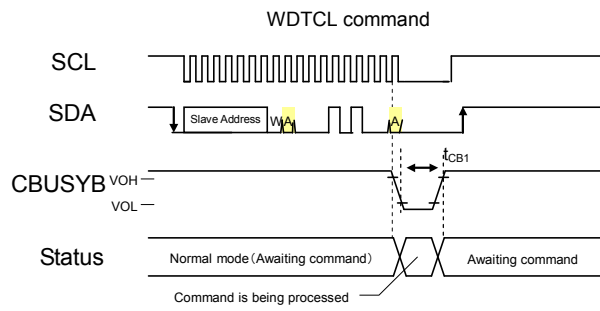 WDTCL command
SCL
SDA
Slave Address
W
A
A
tCB1
CBUSYB
VOH
VOL
Status
Normal mode(Awaiting command)
Awaiting command
Command is being processed